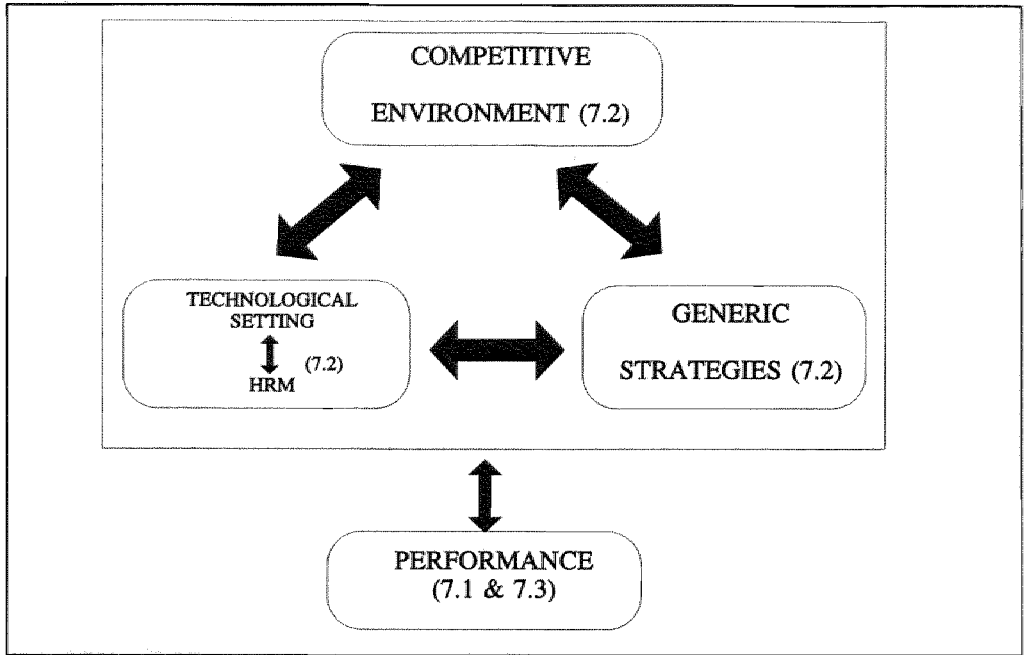 COMPETITIVE
ENVIRONMENT (7.2)
TECHNOLOGICAL
SETTING
(7.2)
HRM
GENERIC
STRATEGIES (7.2)
PERFORMANCE
(7.1 & 7.3)